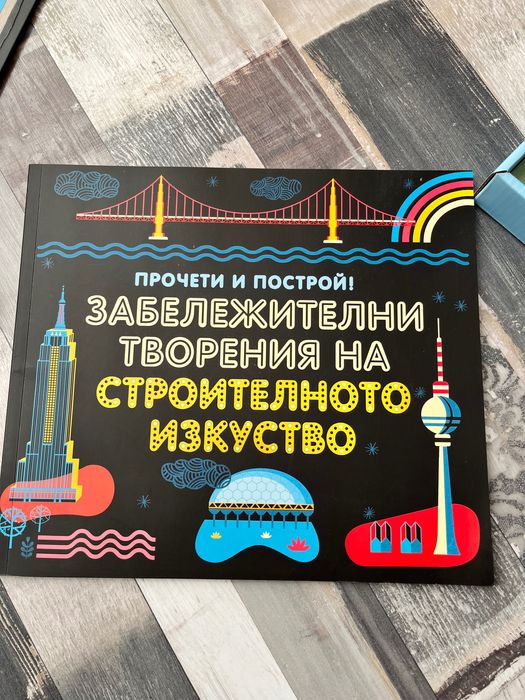 ПРОЧЕТИ И ПОСТРОЙ!
ЗАБЕЛЕЖИТЕЛНИ
ТВОРЕНИЯ НА
СТРОИТЕЛНОТО
ИЗКУСТВО